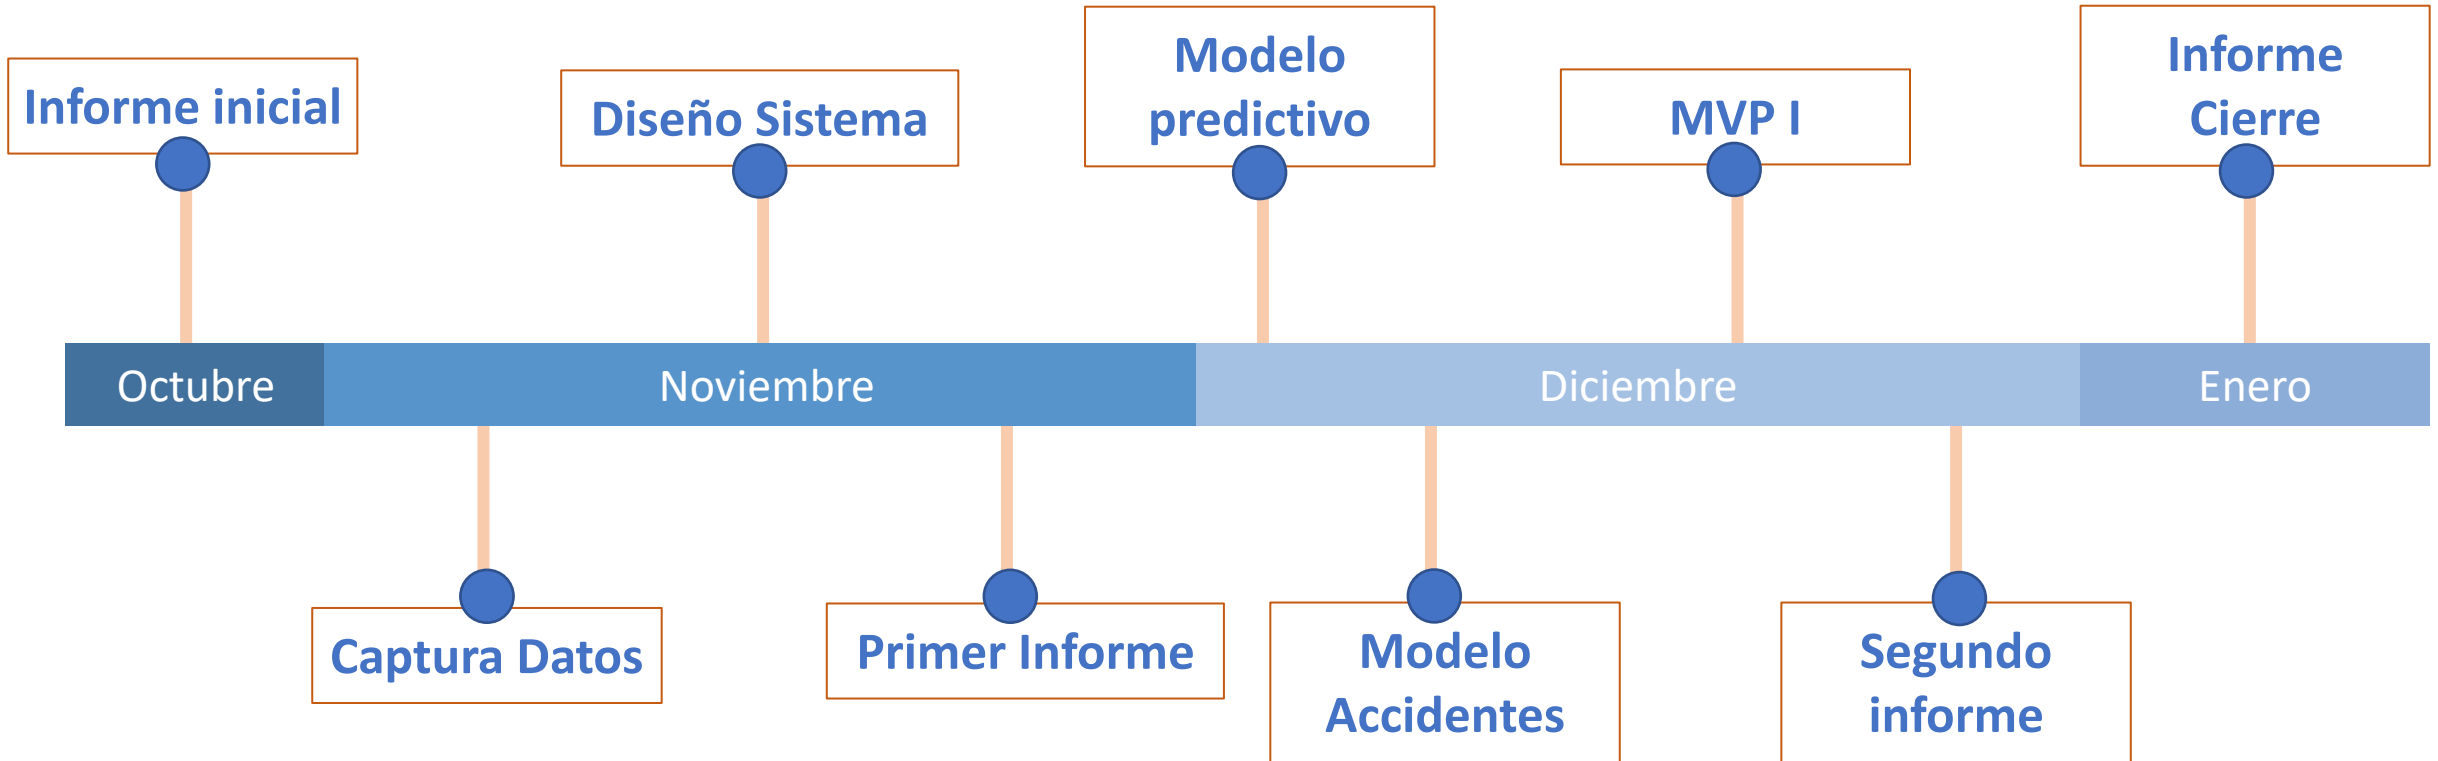 Informe inicial
Diseño Sistema
Modelo
predictivo
MVP I
Informe
Cierre
Octubre
Noviembre
Diciembre
Enero
Captura Datos
Primer Informe
Modelo
Accidentes
Segundo
informe